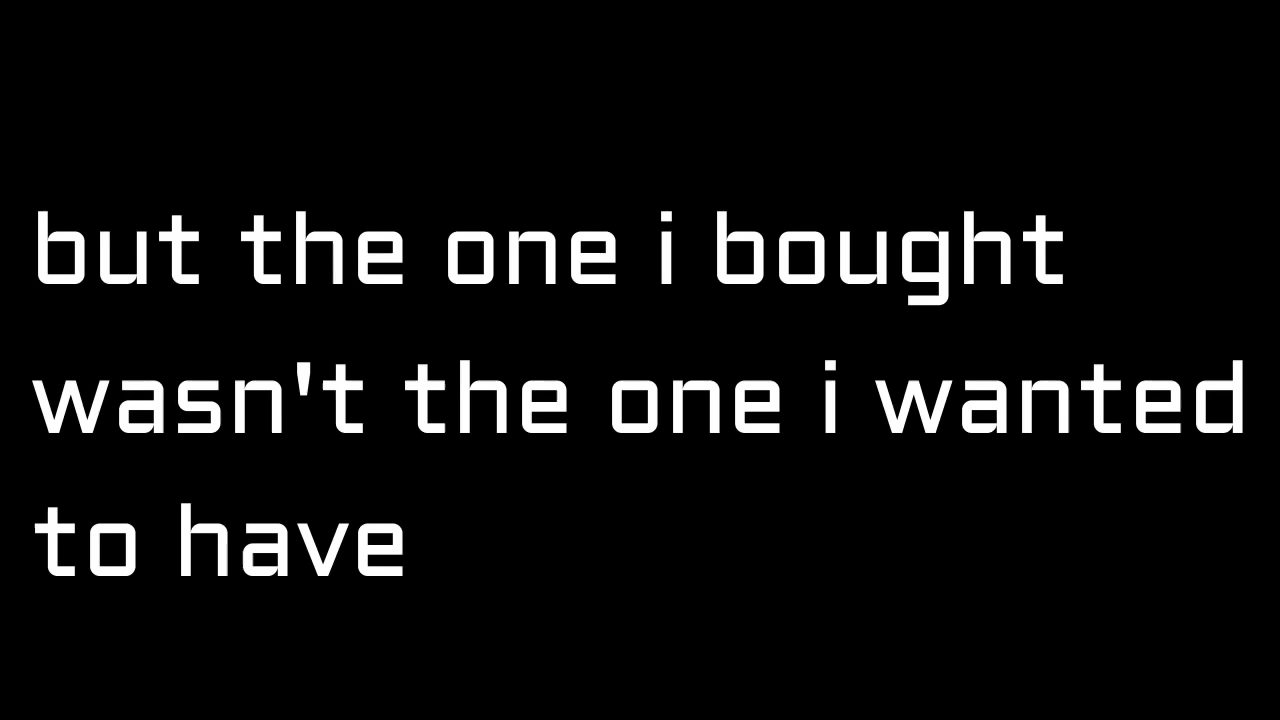 but the one i bought
wasn't the one i wanted
to have